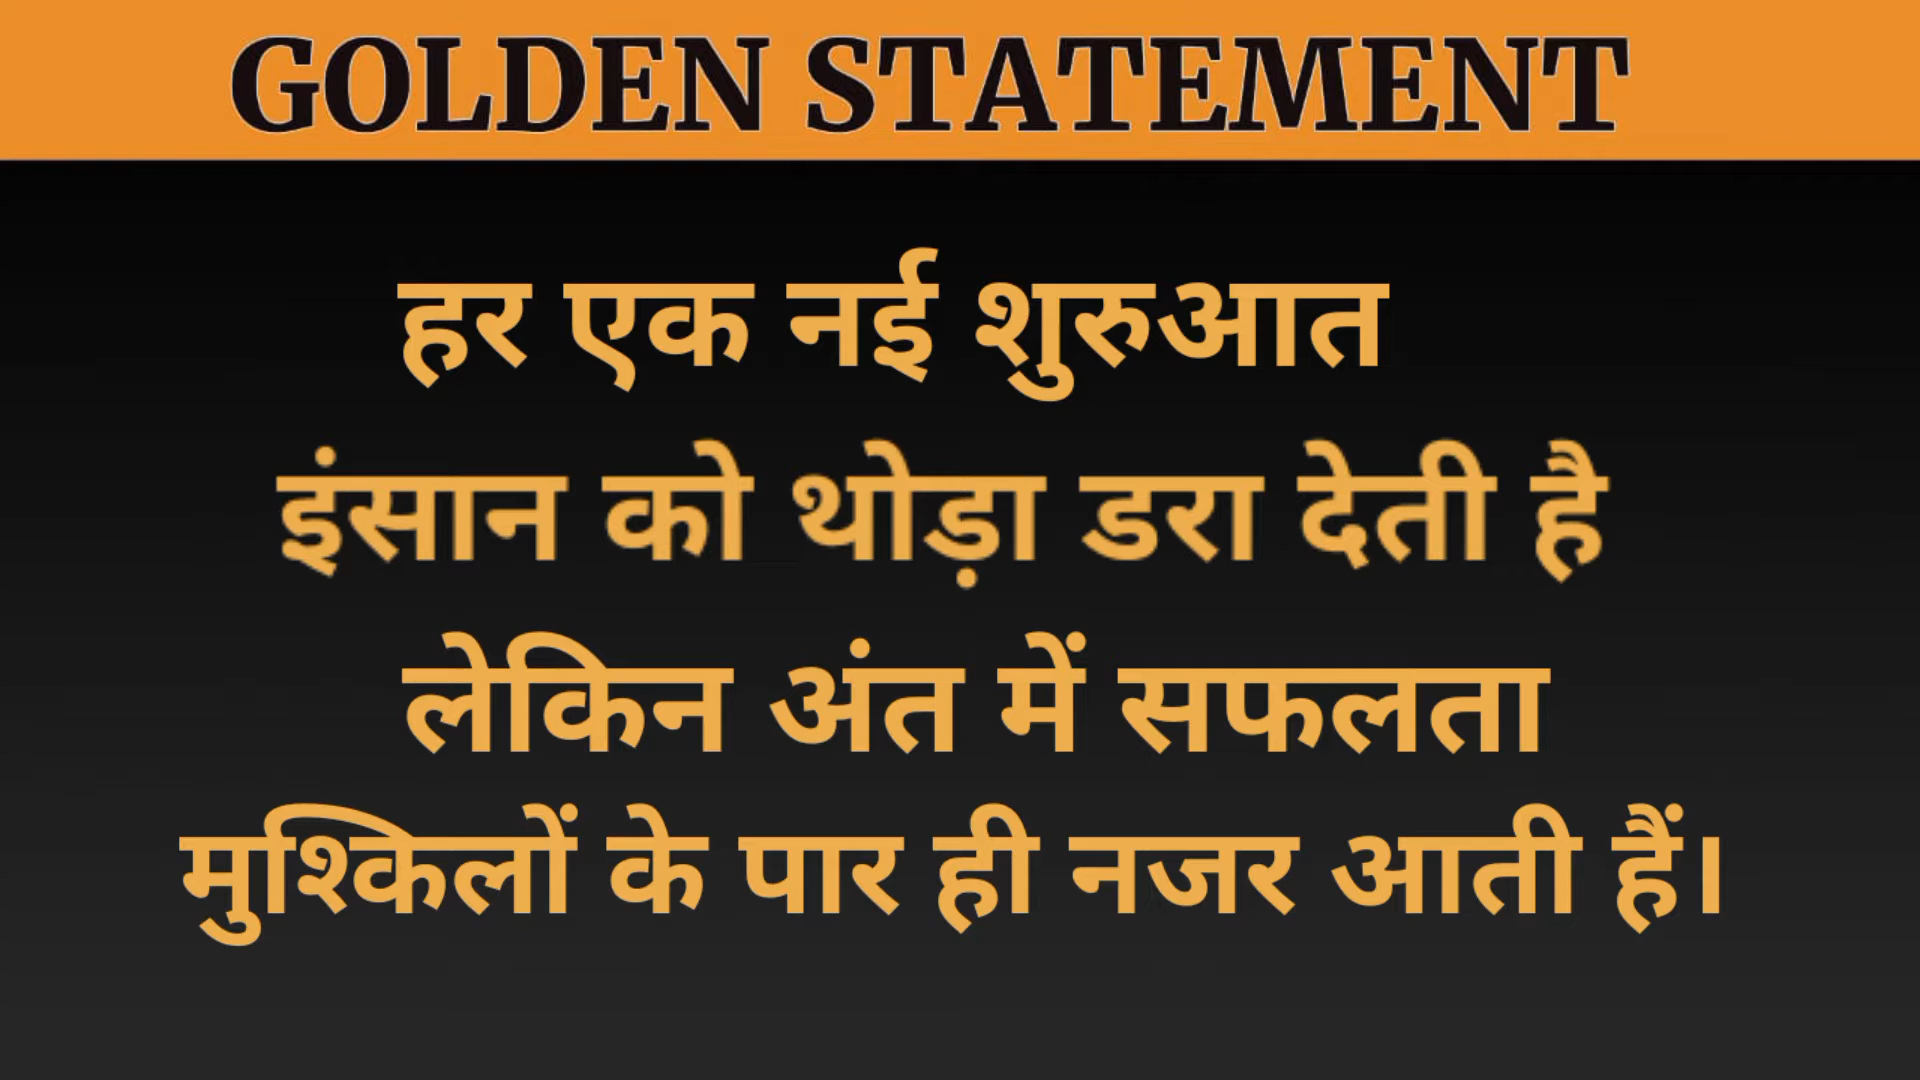 GOLDEN STATEMENT
हर एक नई शुरुआत
इंसान को थोड़ा डरा देती है
लेकिन अंत में सफलता
मुश्किलों के पार ही नजर आती हैं।